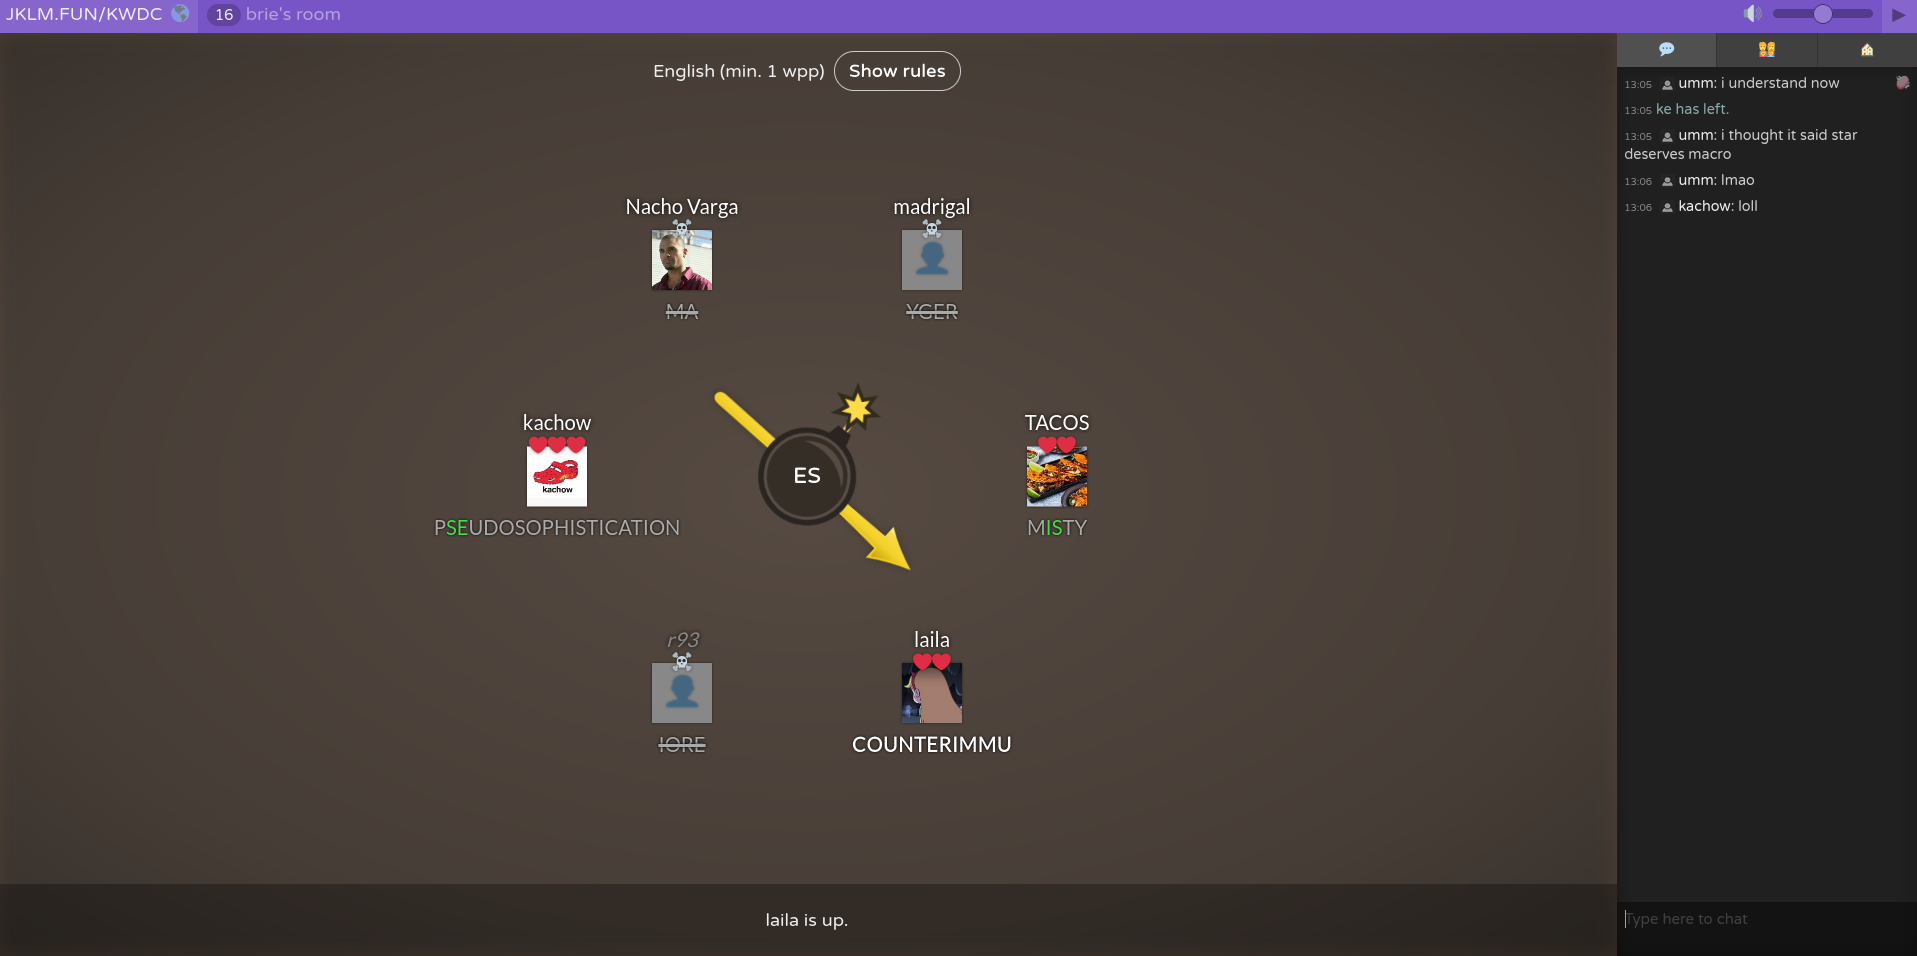 JKLM.FUN/KWDC
16 brie's room
English (min. 1 wpp) Show rules
Nacho Varga
MA
madrigal
YGER
kachow
kachow
PSEUDOSOPHISTICATION
ES
TACOS
MISTY
r93
IORE
laila
COUNTERIMMU
laila is up.
13:05 umm: i understand now
13:05 ke has left.
13:05 umm: i thought it said star
deserves macro
13:06 umm: lmao
13:06 kachow: loll
Type here to chat